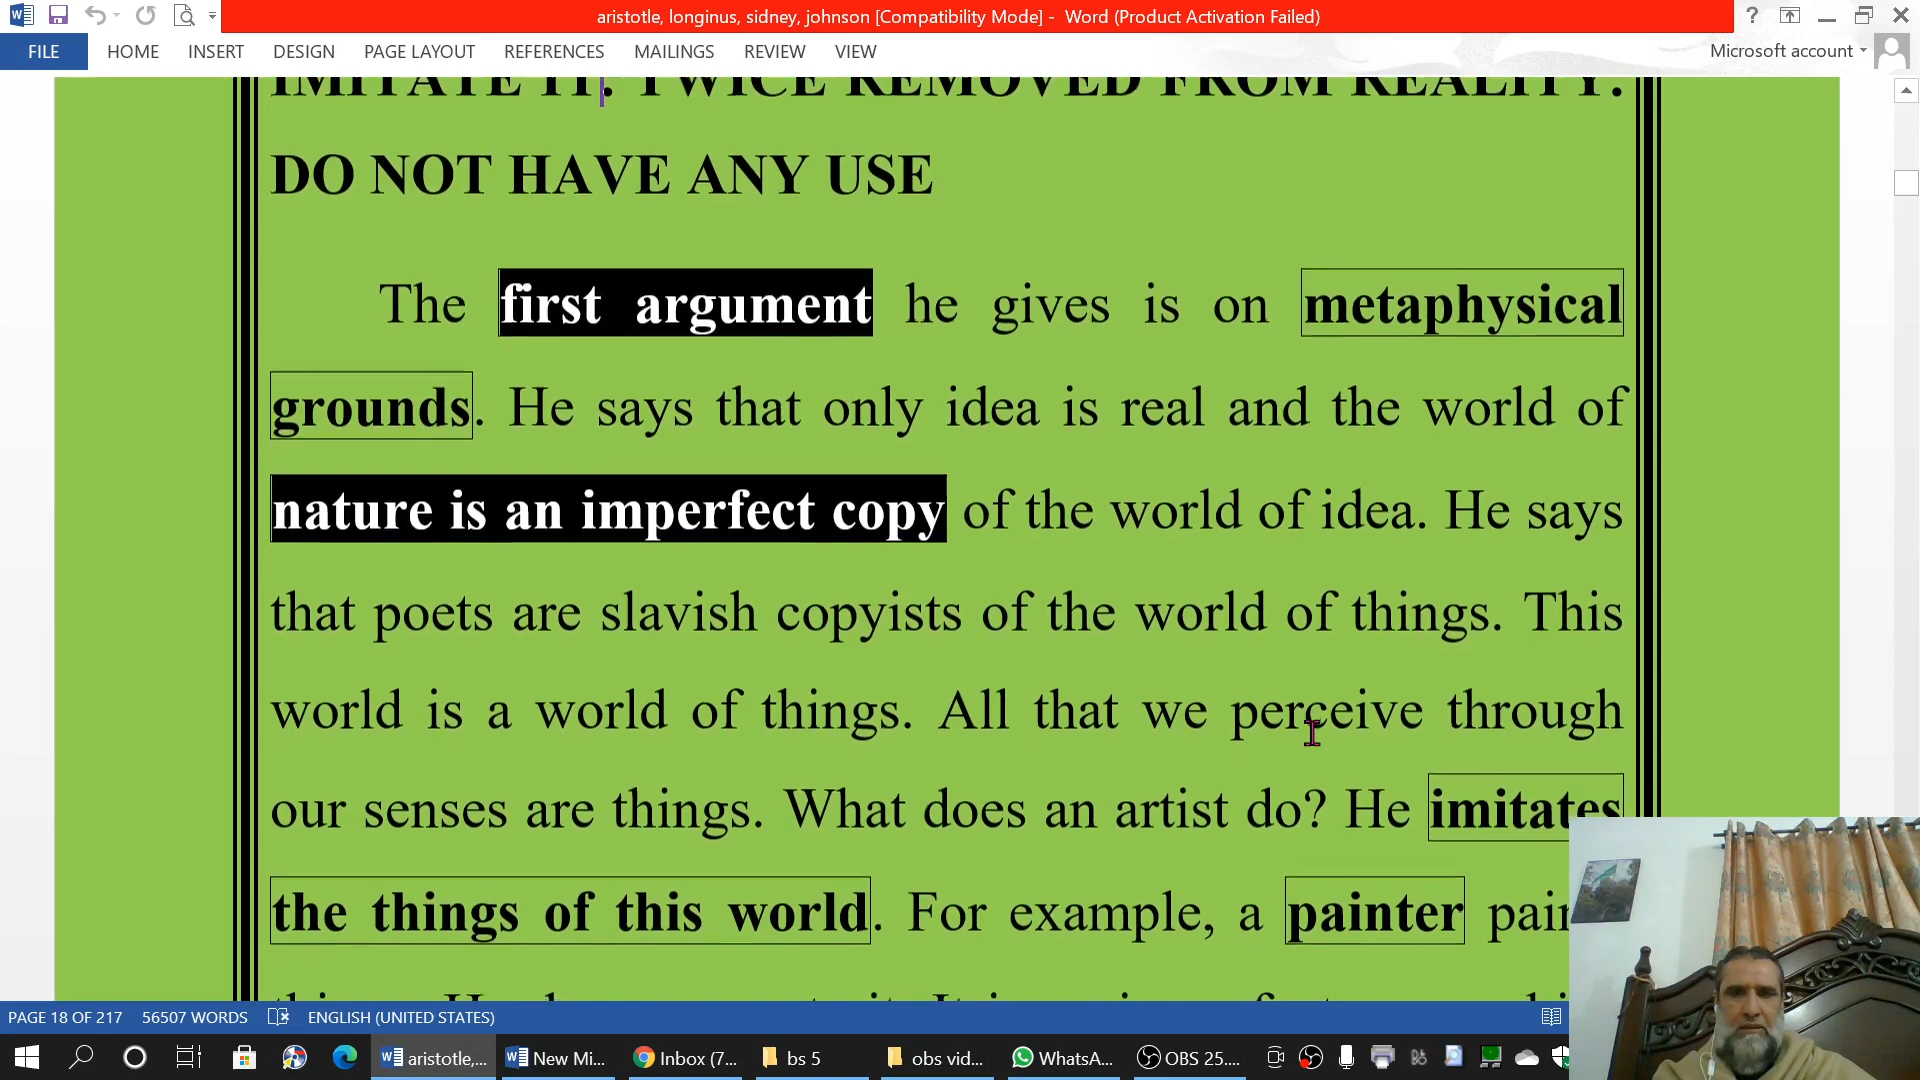 aristotle, longinus, sidney, johnson [Compatibility Mode] - Word (Product Activation Failed)
?
FILE HOME INSERT DESIGN PAGE LAYOUT REFERENCES MAILINGS REVIEW VIEW Microsoft account
IMITATE IT. TWICE REMOVED FROM REALITY.
DO NOT HAVE ANY USE
The first argument he gives is on metaphysical
grounds. He says that only idea is real and the world of
nature is an imperfect copy of the world of idea. He says
that poets are slavish copyists of the world of things. This
world is a world of things. All that we perceive through
our senses are things. What does an artist do? He imitates
the things of this world. For example, a painter
PAGE 18 OF 217 56507 WORDS ENGLISH (UNITED STATES)
aristotle,... New Mi... Inbox (7... bs 5 obs vid... WhatsA... OBS 25....